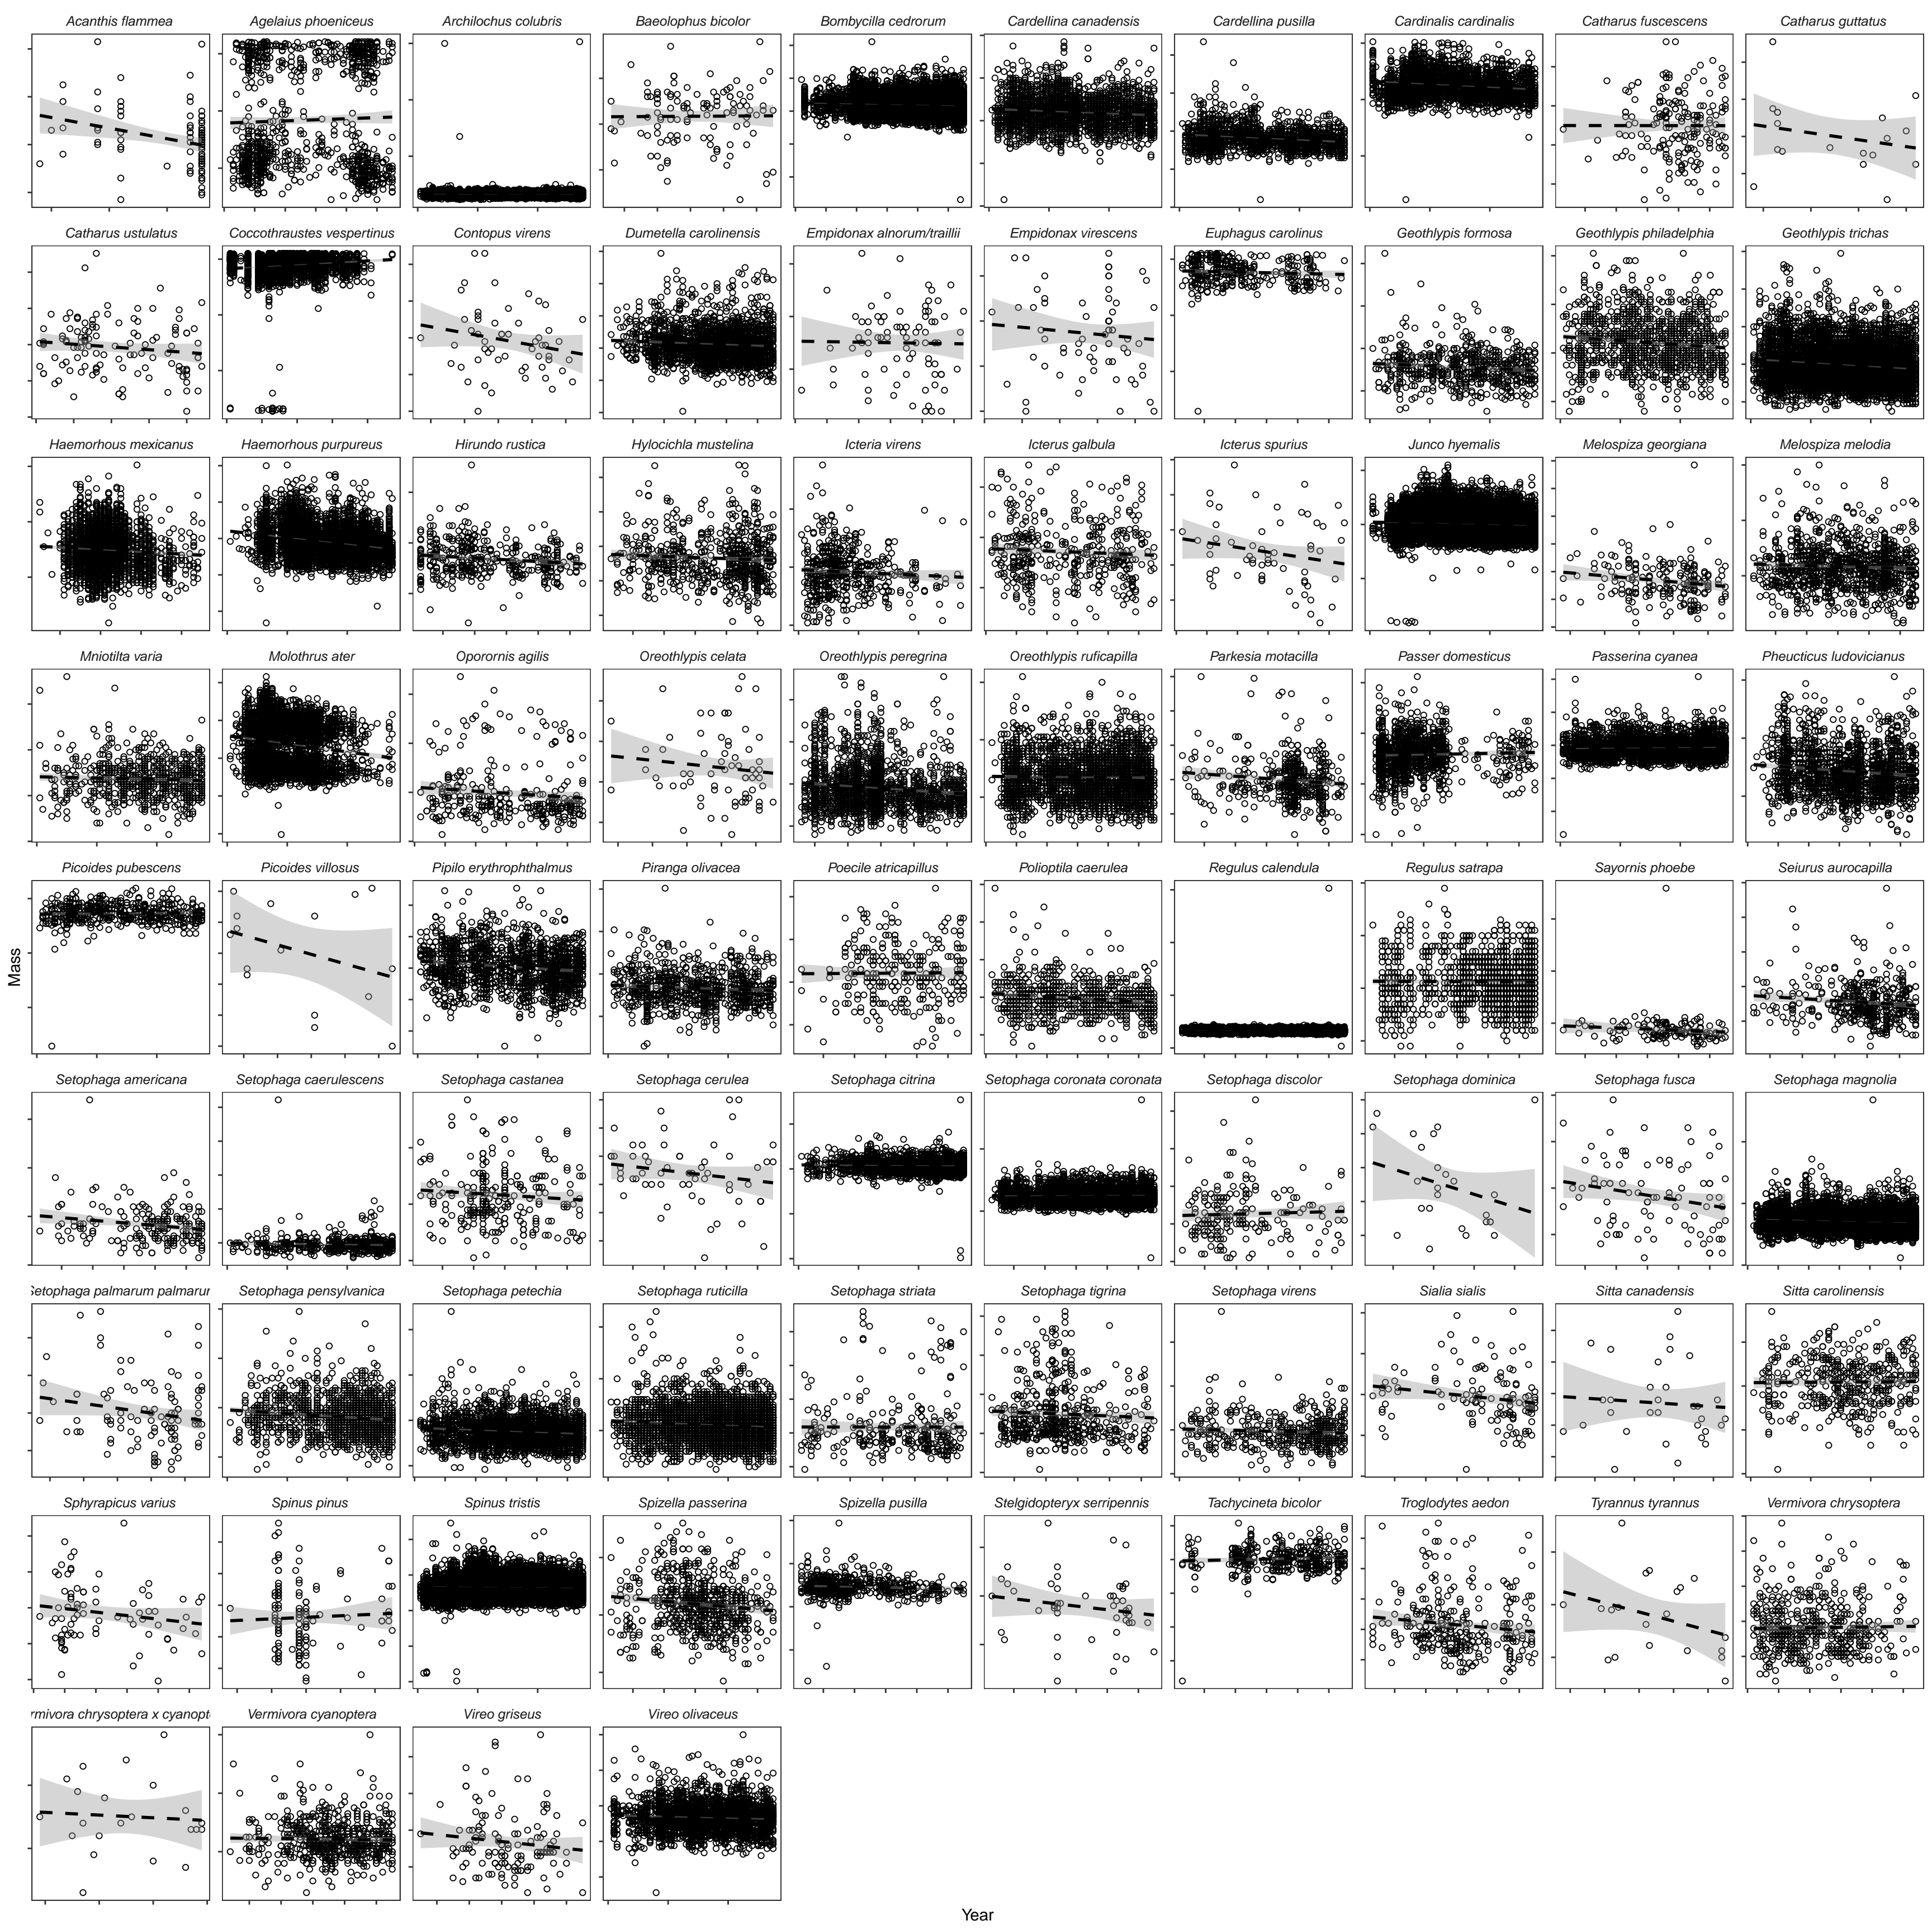 Acanthis flammea
Agelaius phoeniceus
Archilochus colubris
Baeolophus bicolor
Bombycilla cedrorum
Cardellina canadensis
Cardellina pusilla
Cardinalis cardinalis
Catharus fuscescens
Catharus guttatus
Catharus ustulatus
Coccothraustes vespertinus
Contopus virens
Dumetella carolinensis
Empidonax alnorum/traillii
Empidonax virescens
Euphagus carolinus
Geothlypis formosa
Geothlypis philadelphia
Geothlypis trichas
Haemorhous mexicanus
Haemorhous purpureus
Hirundo rustica
Hylocichla mustelina
Icteria virens
Icterus galbula
Icterus spurius
Junco hyemalis
Melospiza georgiana
Melospiza melodia
Mniotilta varia
Molothrus ater
Oporornis agilis
Oreothlypis celata
Oreothlypis peregrina
Oreothlypis ruficapilla
Parkesia motacilla
Passer domesticus
Passerina cyanea
Pheucticus ludovicianus
Picoides pubescens
Picoides villosus
Pipilo erythrophthalmus
Piranga olivacea
Poecile atricapillus
Polioptila caerulea
Regulus calendula
Regulus satrapa
Sayornis phoebe
Seiurus aurocapilla
Mass
Setophaga americana
Setophaga caerulescens
Setophaga castanea
Setophaga cerulea
Setophaga citrina
Setophaga coronata coronata
Setophaga discolor
Setophaga dominica
Setophaga fusca
Setophaga magnolia
Setophaga palmarum palmarur
Setophaga pensylvanica
Setophaga petechia
Setophaga ruticilla
Setophaga striata
Setophaga tigrina
Setophaga virens
Sialia sialis
Sitta canadensis
Sitta carolinensis
Sphyrapicus varius
Spinus pinus
Spinus tristis
Spizella passerina
Spizella pusilla
Stelgidopteryx serripennis
Tachycineta bicolor
Troglodytes aedon
Tyrannus tyrannus
Vermivora chrysoptera
rmivora chrysoptera x cyanopt
Vermivora cyanoptera
Vireo griseus
Vireo olivaceus
Year